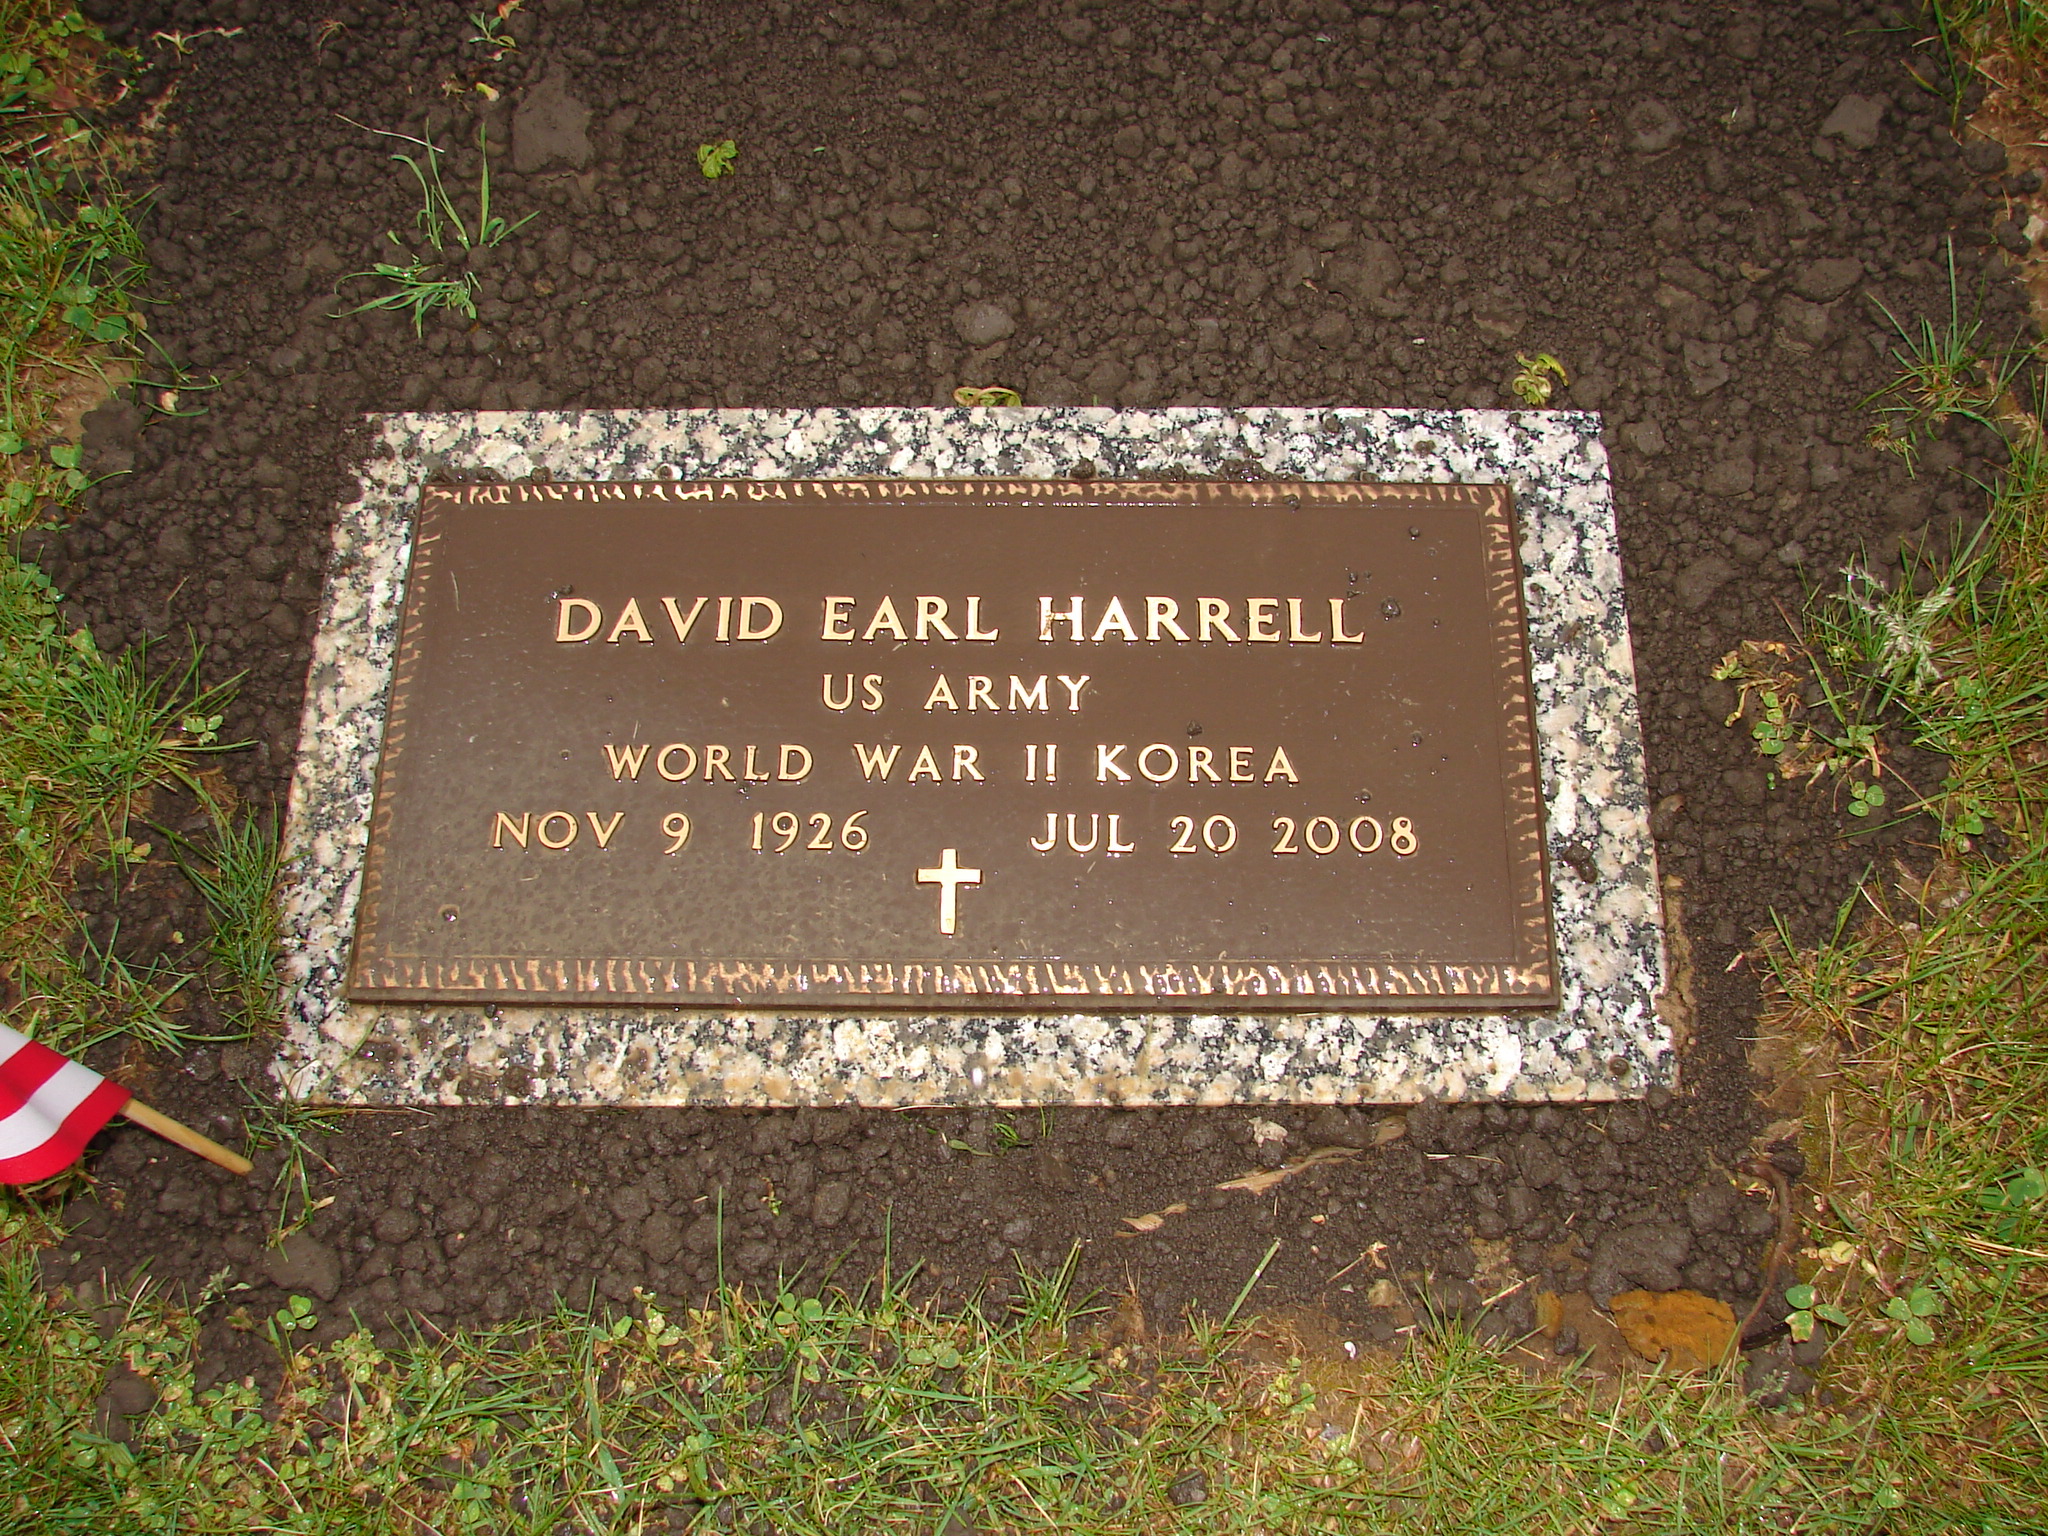 DAVID EARL HARRELL
US ARMY
WORLD WAR II KOREA
NOV 9 1926 JUL 20 2008